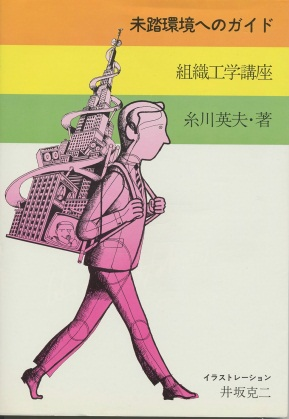 未踏環境へのガイド
組織工学講座
糸川英夫・著
イラストレーション
井坂克二